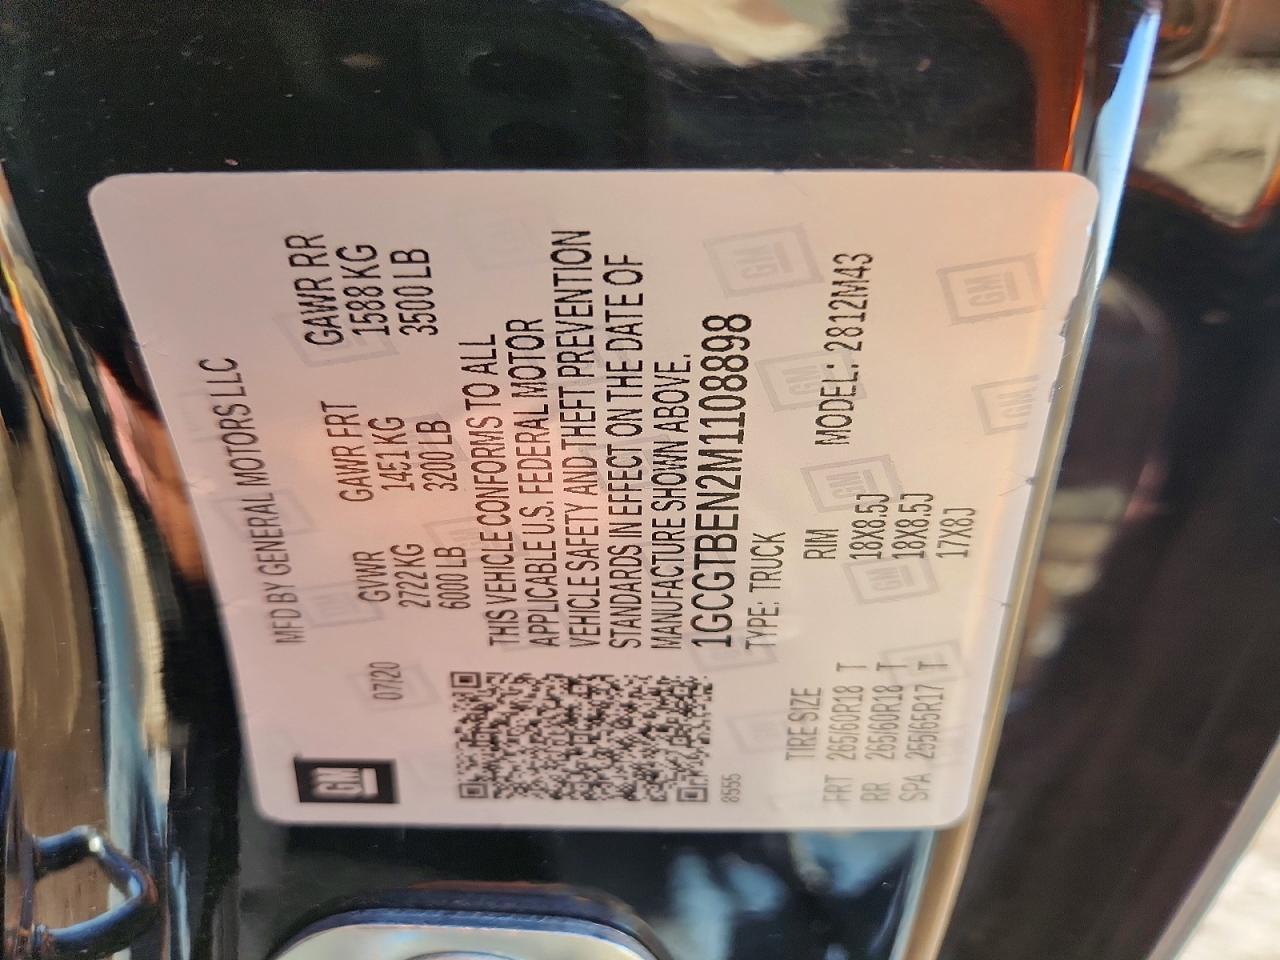 MFD BY GENERAL MOTORS LLC
GM
07/20
GVWR GAWR FRT GAWR RR
2722 KG 1451 KG 1588 KG
6000 LB 3200 LB 3500 LB
THIS VEHICLE CONFORMS TO ALL
APPLICABLE U.S. FEDERAL MOTOR
VEHICLE SAFETY AND THEFT PREVENTION
STANDARDS IN EFFECT ON THE DATE OF
MANUFACTURE SHOWN ABOVE.
1GCGTBEN2M1108898
8555
TYPE: TRUCK MODEL: 2812M43
TIRE SIZE RIM
FRT 265/60R18 T 18X8.5J
RR 265/60R18 T 18X8.5J
SPA 255/65R17 T 17X8J